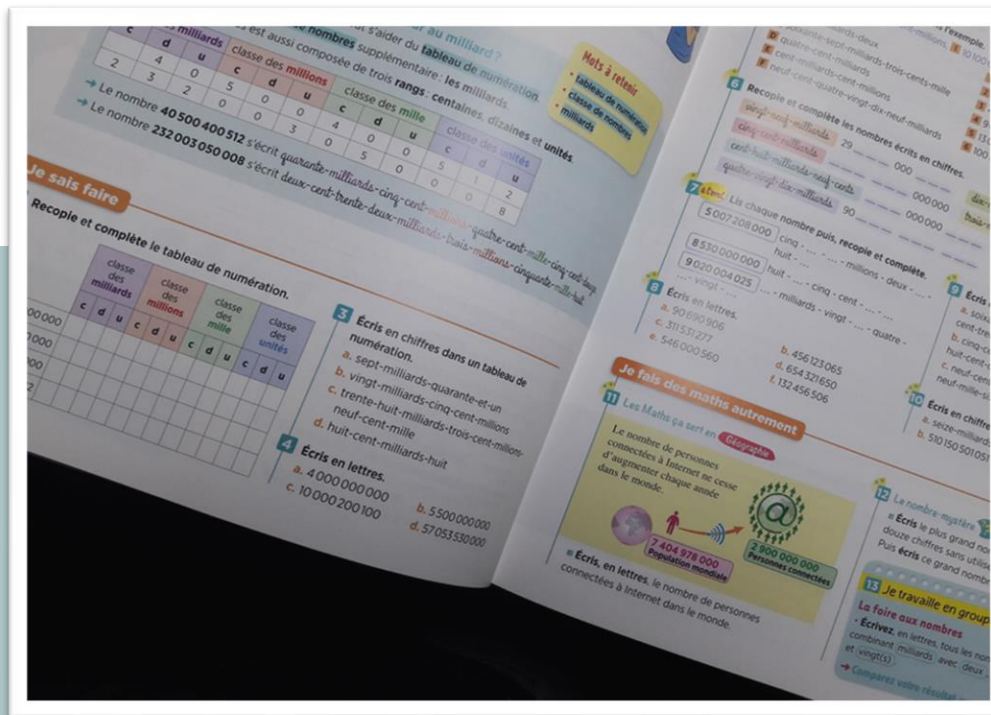 au milliard ?
s'aider du tableau de numération.
de nombres supplémentaire : les milliards.
est aussi composée de trois rangs : centaines, dizaines et unités.
milliards classe des millions classe des mille classe des unités
c d u c d u c d u c d u
4 0 5 0 0 4 0 0 5 1 2
2 3 2 0 0 3 0 5 0 0 0 8
→ Le nombre 40 500 400 512 s'écrit quarante-milliards-cinq-cent-millions-quatre-cent-mille-cinq-cent-douze
→ Le nombre 232 003 050 008 s'écrit deux-cent-trente-deux-milliards-trois-millions-cinquante-mille-huit
Mots à retenir
• tableau de numération
• classe de nombres
• milliards
Je sais faire
Recopie et complète le tableau de numération.
classe des milliards classe des millions classe des mille classe des unités
c d u c d u c d u c d u
3 Écris en chiffres dans un tableau de
numération.
a. sept-milliards-quarante-et-un
b. vingt-milliards-cinq-cent-millions
c. trente-huit-milliards-trois-cent-millions-
neuf-cent-mille
d. huit-cent-milliards-huit
4 Écris en lettres.
a. 4 000 000 000
b. 5 500 000 000
c. 10 000 200 100
d. 57 053 530 000
l'exemple.
milliards-deux
D soixante-sept-milliards-trois-cents-mille
E quatre-cent-millions
cent-milliards-cent-millions
F neuf-cent-quatre-vingt-dix-neuf-milliards
6 Recopie et complète les nombres écrits en chiffres.
vingt-neuf-milliards 29 000
cinq-cent-milliards 000 000
cent-huit-milliards-neuf-cents 000 000
quatre-vingt-dix-milliards 90
7 Lis chaque nombre puis, recopie et complète.
5 007 208 000 cinq - ... - ... - millions - deux - ... -
huit - ...
8 530 000 000 huit - ... - cinq - cent - ... - ...
9 020 004 025 ... - milliards - vingt - ... - quatre -
... - vingt - ...
8 Écris en lettres.
a. 90 690 906
b. 456 123 065
c. 311 531 277
d. 654 321 650
e. 546 000 560
f. 132 456 506
9 Écris
10 Écris en chiffre
a. seize-milliard
b. 510 150 501 051
Je fais des maths autrement
11 Les Maths ça sert en Géographie
Le nombre de personnes
connectées à Internet ne cesse
d'augmenter chaque année
dans le monde.
7 404 978 000
Population mondiale
@
2 900 000 000
Personnes connectées
Écris, en lettres, le nombre de personnes
connectées à Internet dans le monde.
12 Le nombre-mystère
Écris le plus grand no
douze chiffres sans utilise
Puis écris ce grand nombr
13 Je travaille en group
La foire aux nombres
• Écrivez, en lettres, tous les nom
combinant milliards avec deux
et vingt(s).
→ Comparez votre résultat